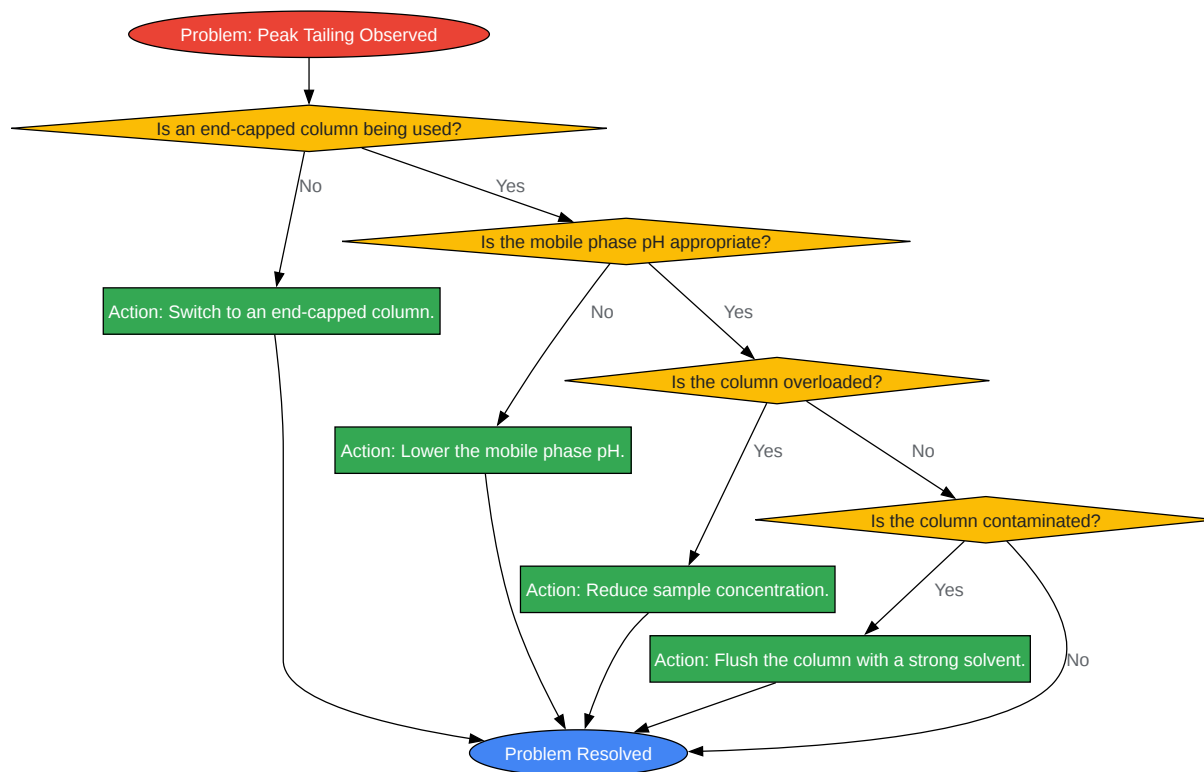 Problem: Peak Tailing Observed
Is an end-capped column being used?
No
Yes
Is the mobile phase pH appropriate?
Action: Switch to an end-capped column.
No
Yes
Is the column overloaded?
Action: Lower the mobile phase pH.
Yes
No
Is the column contaminated?
Action: Reduce sample concentration.
Yes
Action: Flush the column with a strong solvent.
No
Problem Resolved